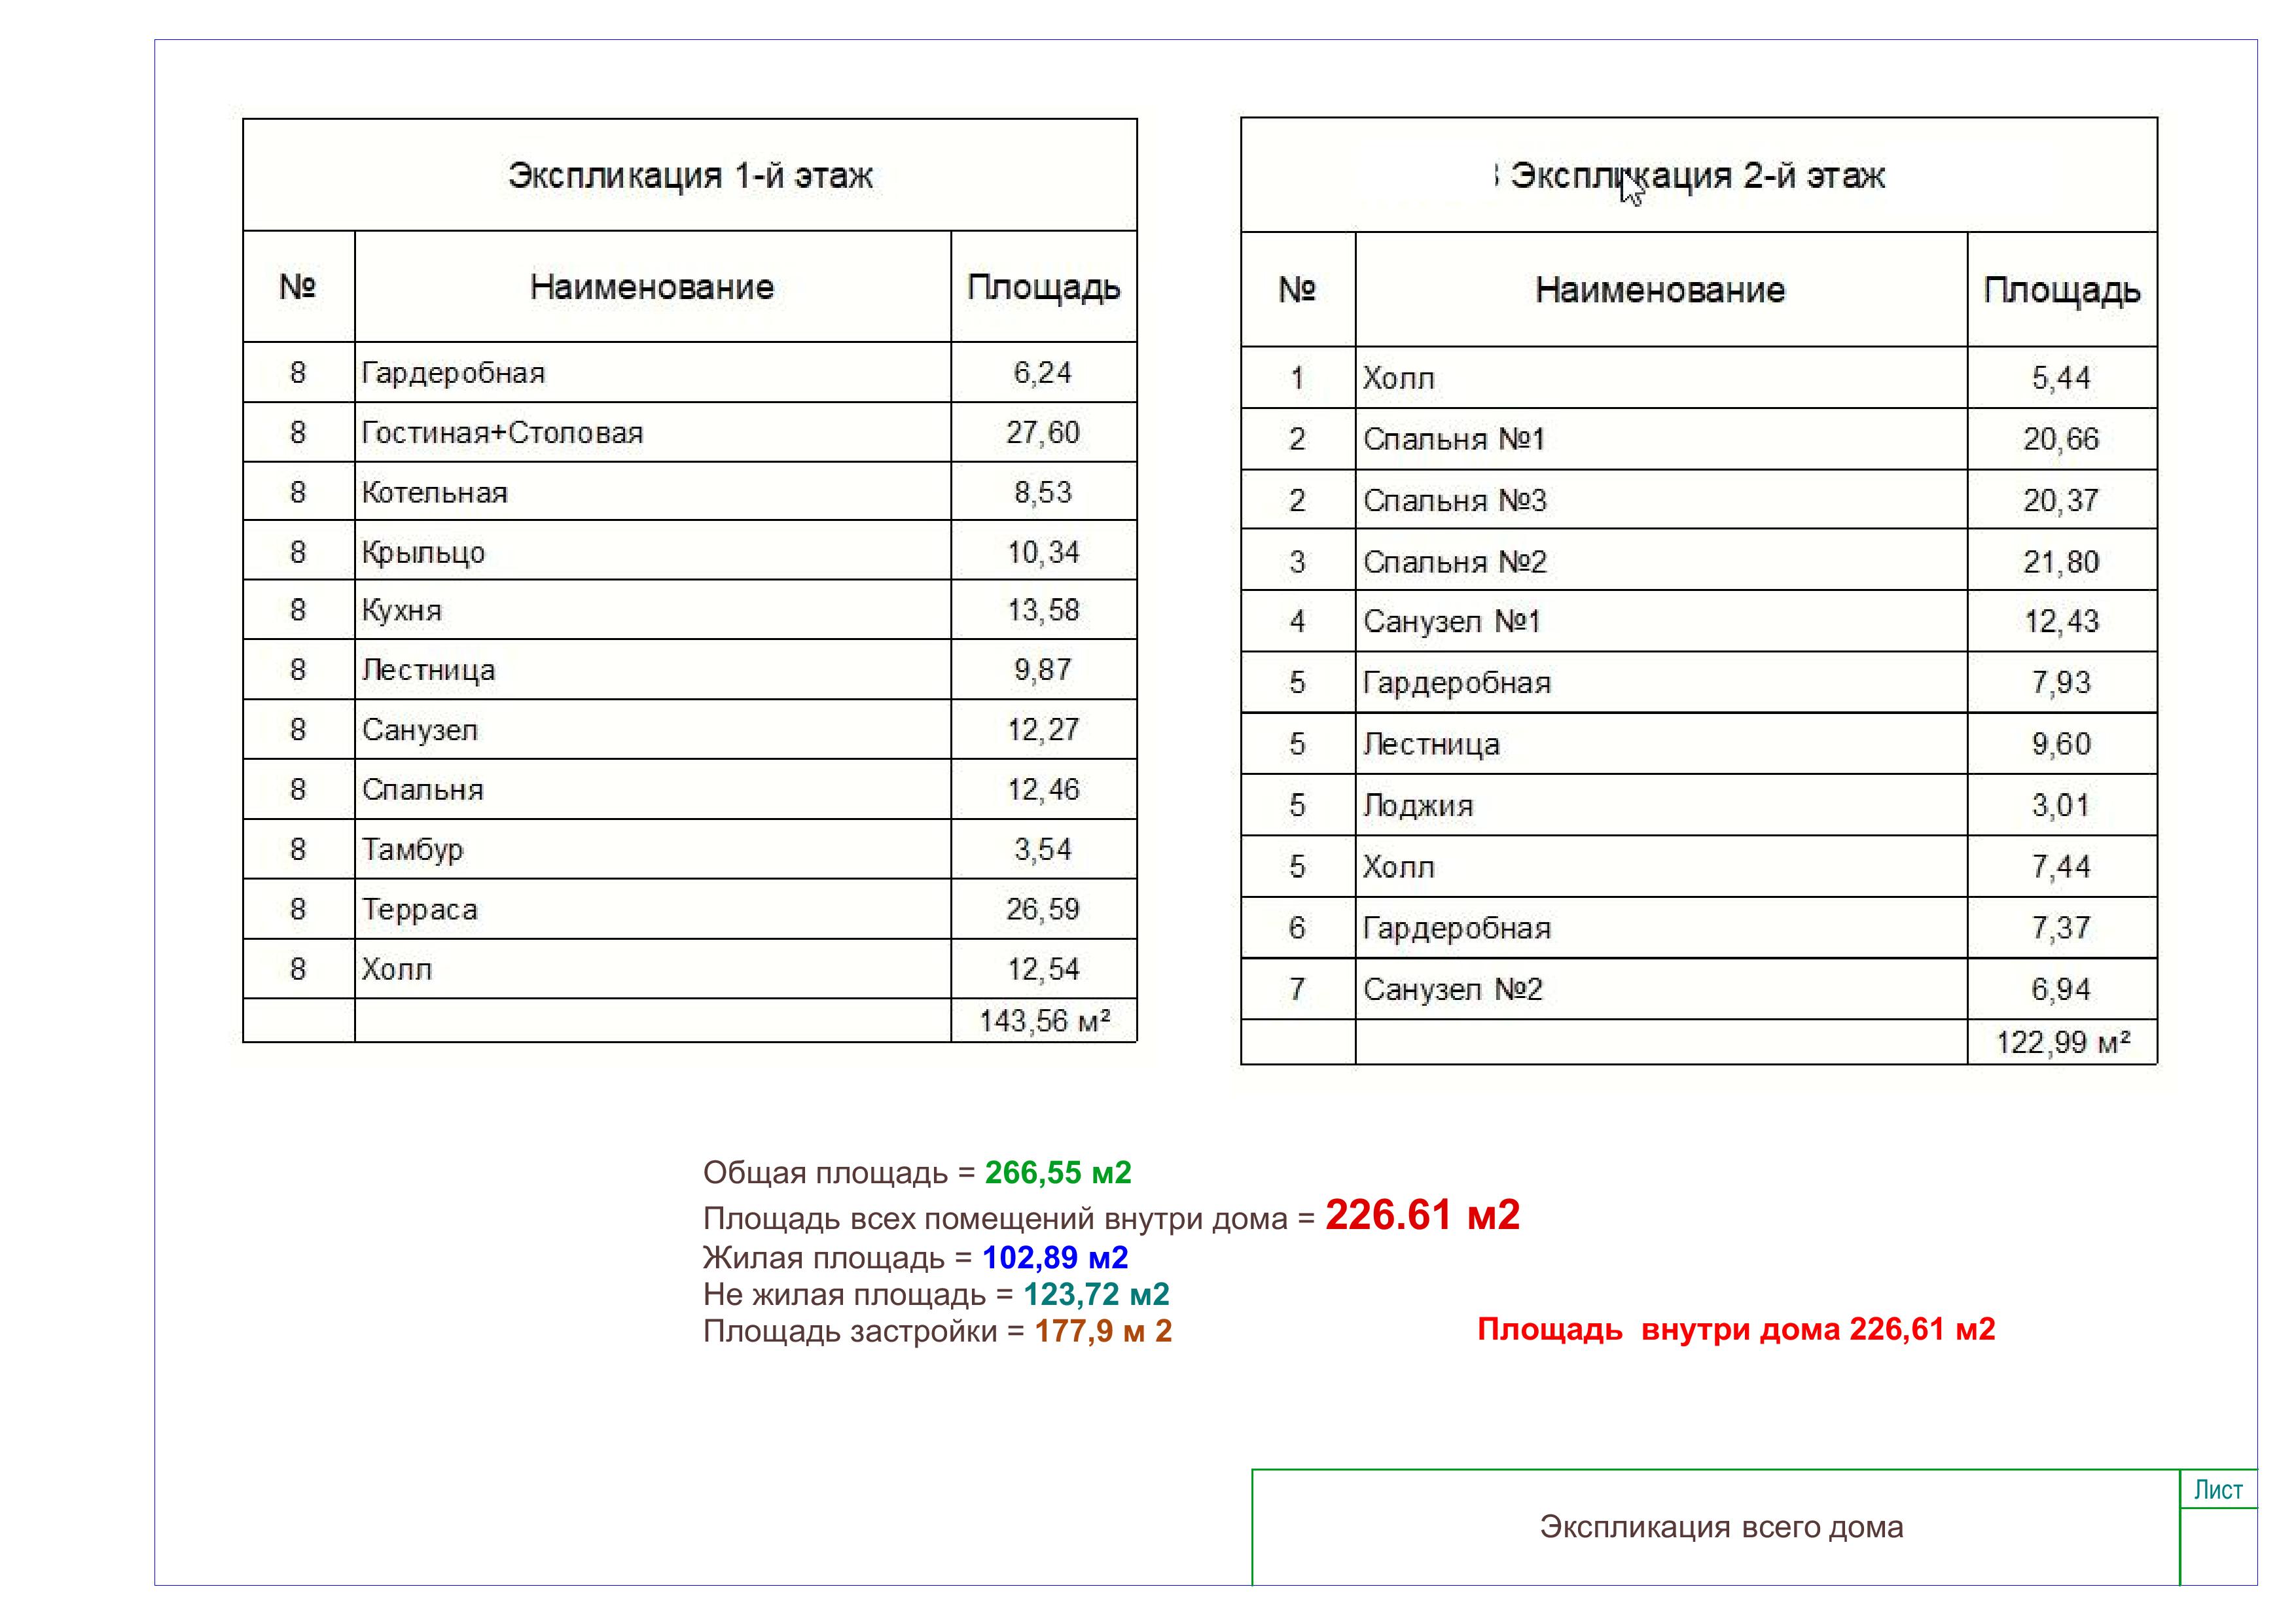 Экспликация 1-й этаж
№ Наименование Площадь
8 Гардеробная 6,24
8 Гостиная+Столовая 27,60
8 Котельная 8,53
8 Крыльцо 10,34
8 Кухня 13,58
8 Лестница 9,87
8 Санузел 12,27
8 Спальня 12,46
8 Тамбур 3,54
8 Терраса 26,59
8 Холл 12,54
143,56 м²
Экспликация 2-й этаж
№ Наименование Площадь
1 Холл 5,44
2 Спальня №1 20,66
2 Спальня №3 20,37
3 Спальня №2 21,80
4 Санузел №1 12,43
5 Гардеробная 7,93
5 Лестница 9,60
5 Лоджия 3,01
5 Холл 7,44
6 Гардеробная 7,37
7 Санузел №2 6,94
122,99 м²
Общая площадь = 266,55 м2
Площадь всех помещений внутри дома = 226.61 м2
Жилая площадь = 102,89 м2
Не жилая площадь = 123,72 м2
Площадь застройки = 177,9 м 2
Площадь внутри дома 226,61 м2
Лист
Экспликация всего дома